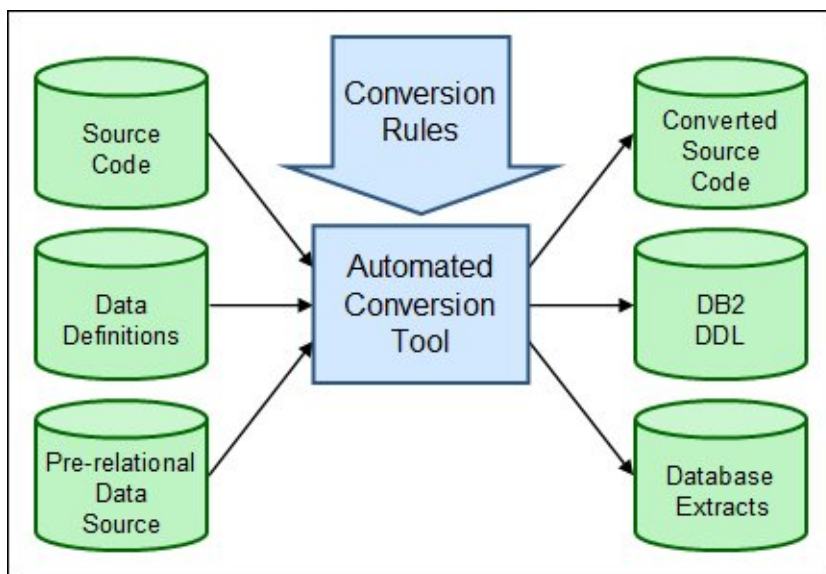 Source
Code
Data
Definitions
Pre-relational
Data
Source
Conversion
Rules
Automated
Conversion
Tool
Converted
Source
Code
DB2
DDL
Database
Extracts